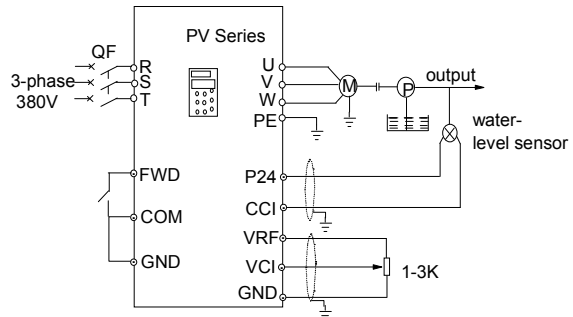 PV Series
QF
R
S
T
3-phase
380V
U
V
W
PE
M
P
output
water-
level sensor
FWD
COM
GND
P24
CCI
VRF
VCI
GND
1-3K